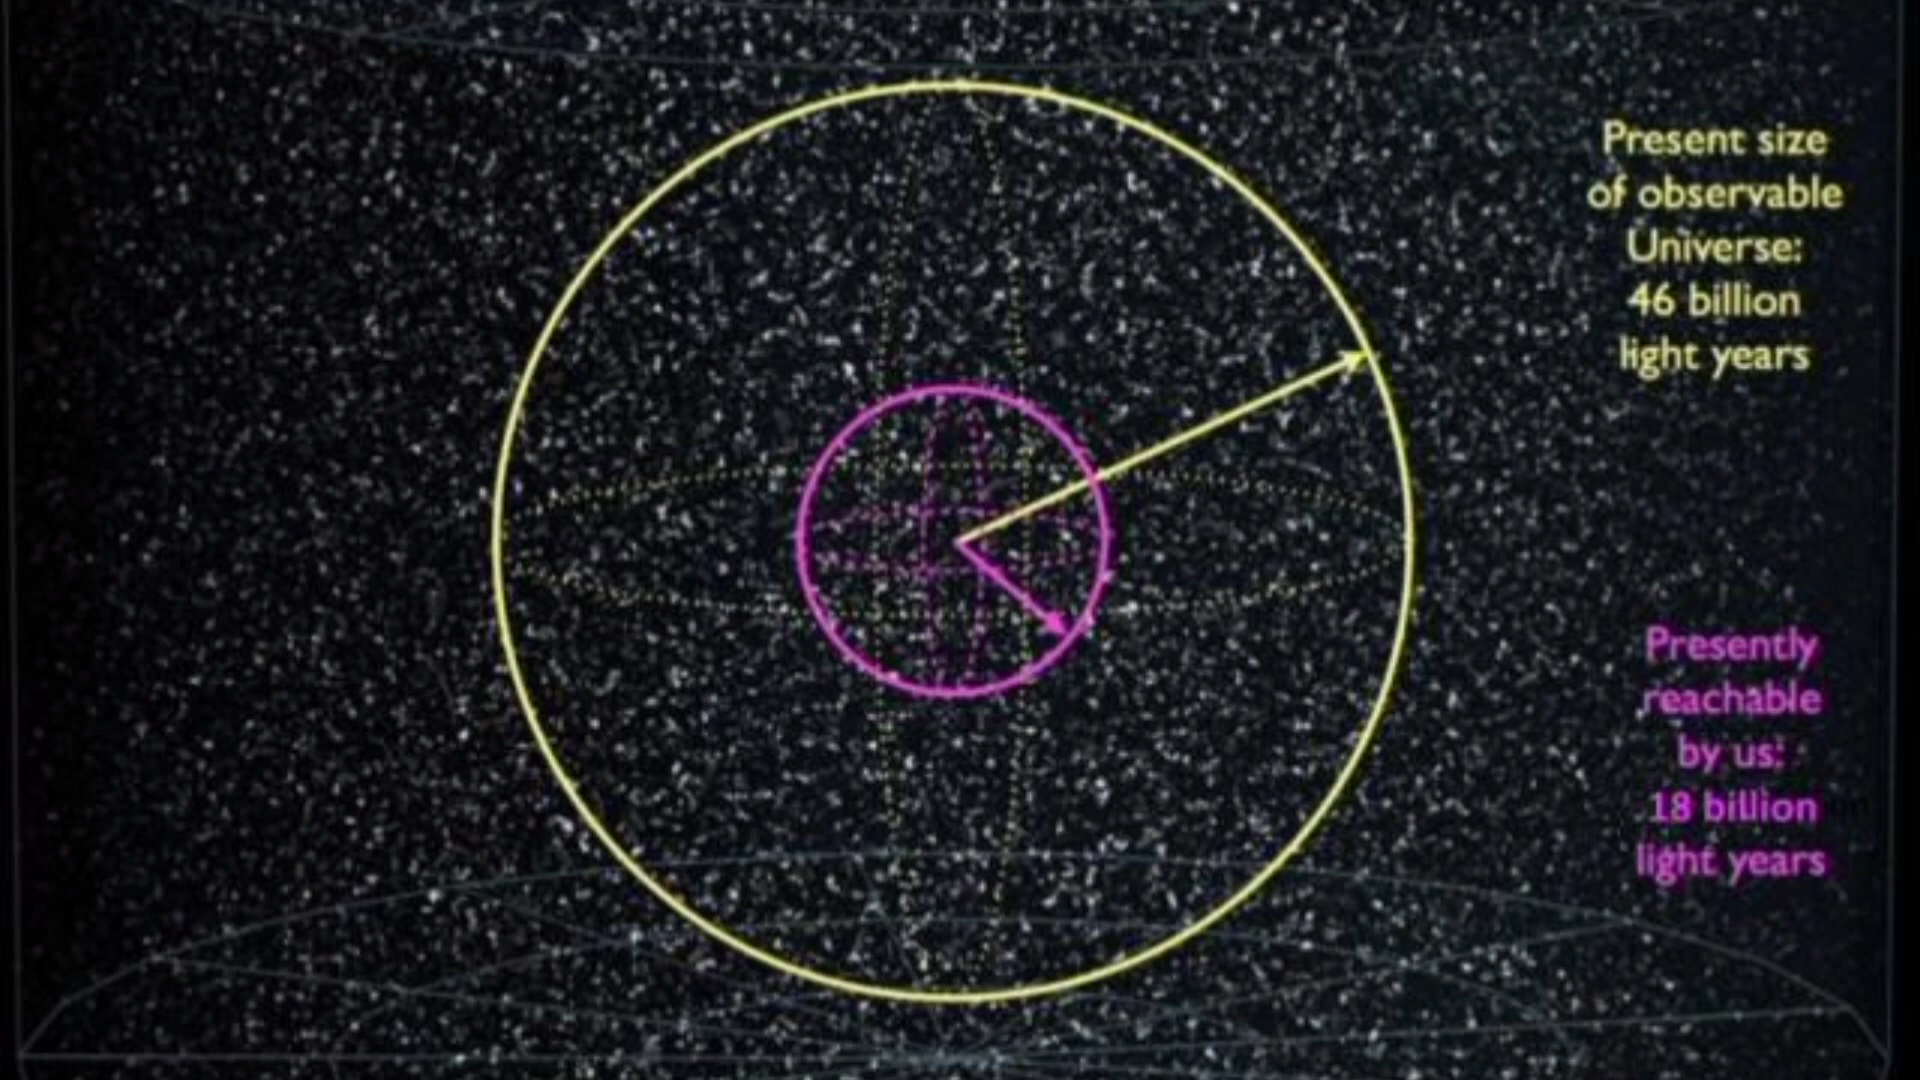 Present size
of observable
Universe:
46 billion
light years
Presently
reachable
by us:
18 billion
light years